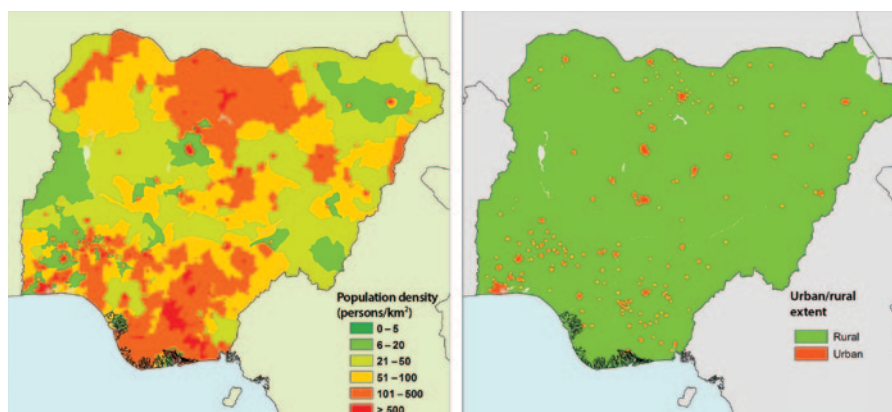 Population density
(persons/km²)
0 – 5
6 – 20
21 – 50
51 – 100
101 – 500
> 500
Urban/rural
extent
Rural
Urban